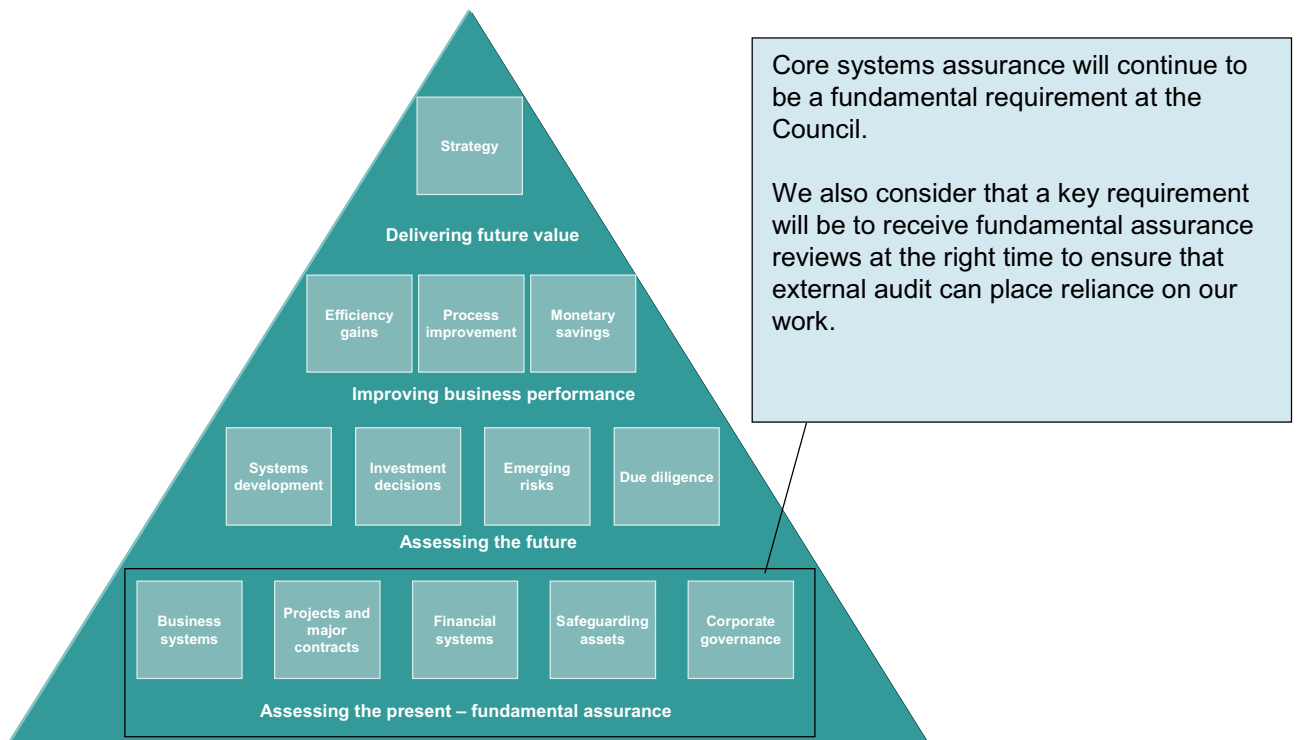 Core systems assurance will continue to
be a fundamental requirement at the
Council.
We also consider that a key requirement
will be to receive fundamental assurance
reviews at the right time to ensure that
external audit can place reliance on our
work.
Strategy
Delivering future value
Efficiency
gains
Process
improvement
Monetary
savings
Improving business performance
Systems
development
Investment
decisions
Emerging
risks
Due diligence
Assessing the future
Business
systems
Projects and
major
contracts
Financial
systems
Safeguarding
assets
Corporate
governance
Assessing the present – fundamental assurance